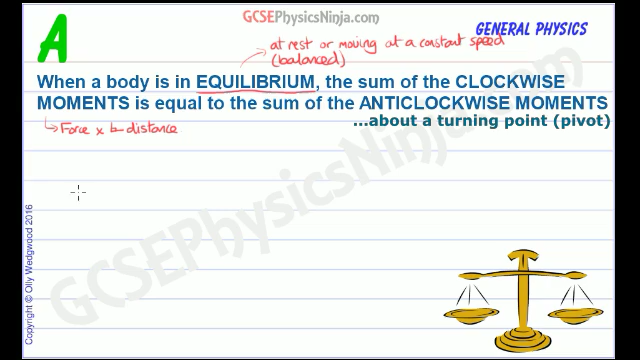 GCSEPhysicsNinja.com
GENERAL PHYSICS
A
at rest or moving at a constant speed
(balanced)
When a body is in EQUILIBRIUM, the sum of the CLOCKWISE
MOMENTS is equal to the sum of the ANTICLOCKWISE MOMENTS
...about a turning point (pivot)
Force x ⊥ distance
GCSEPhysicsNinja.com
Copyright © Olly Wedgwood 2016